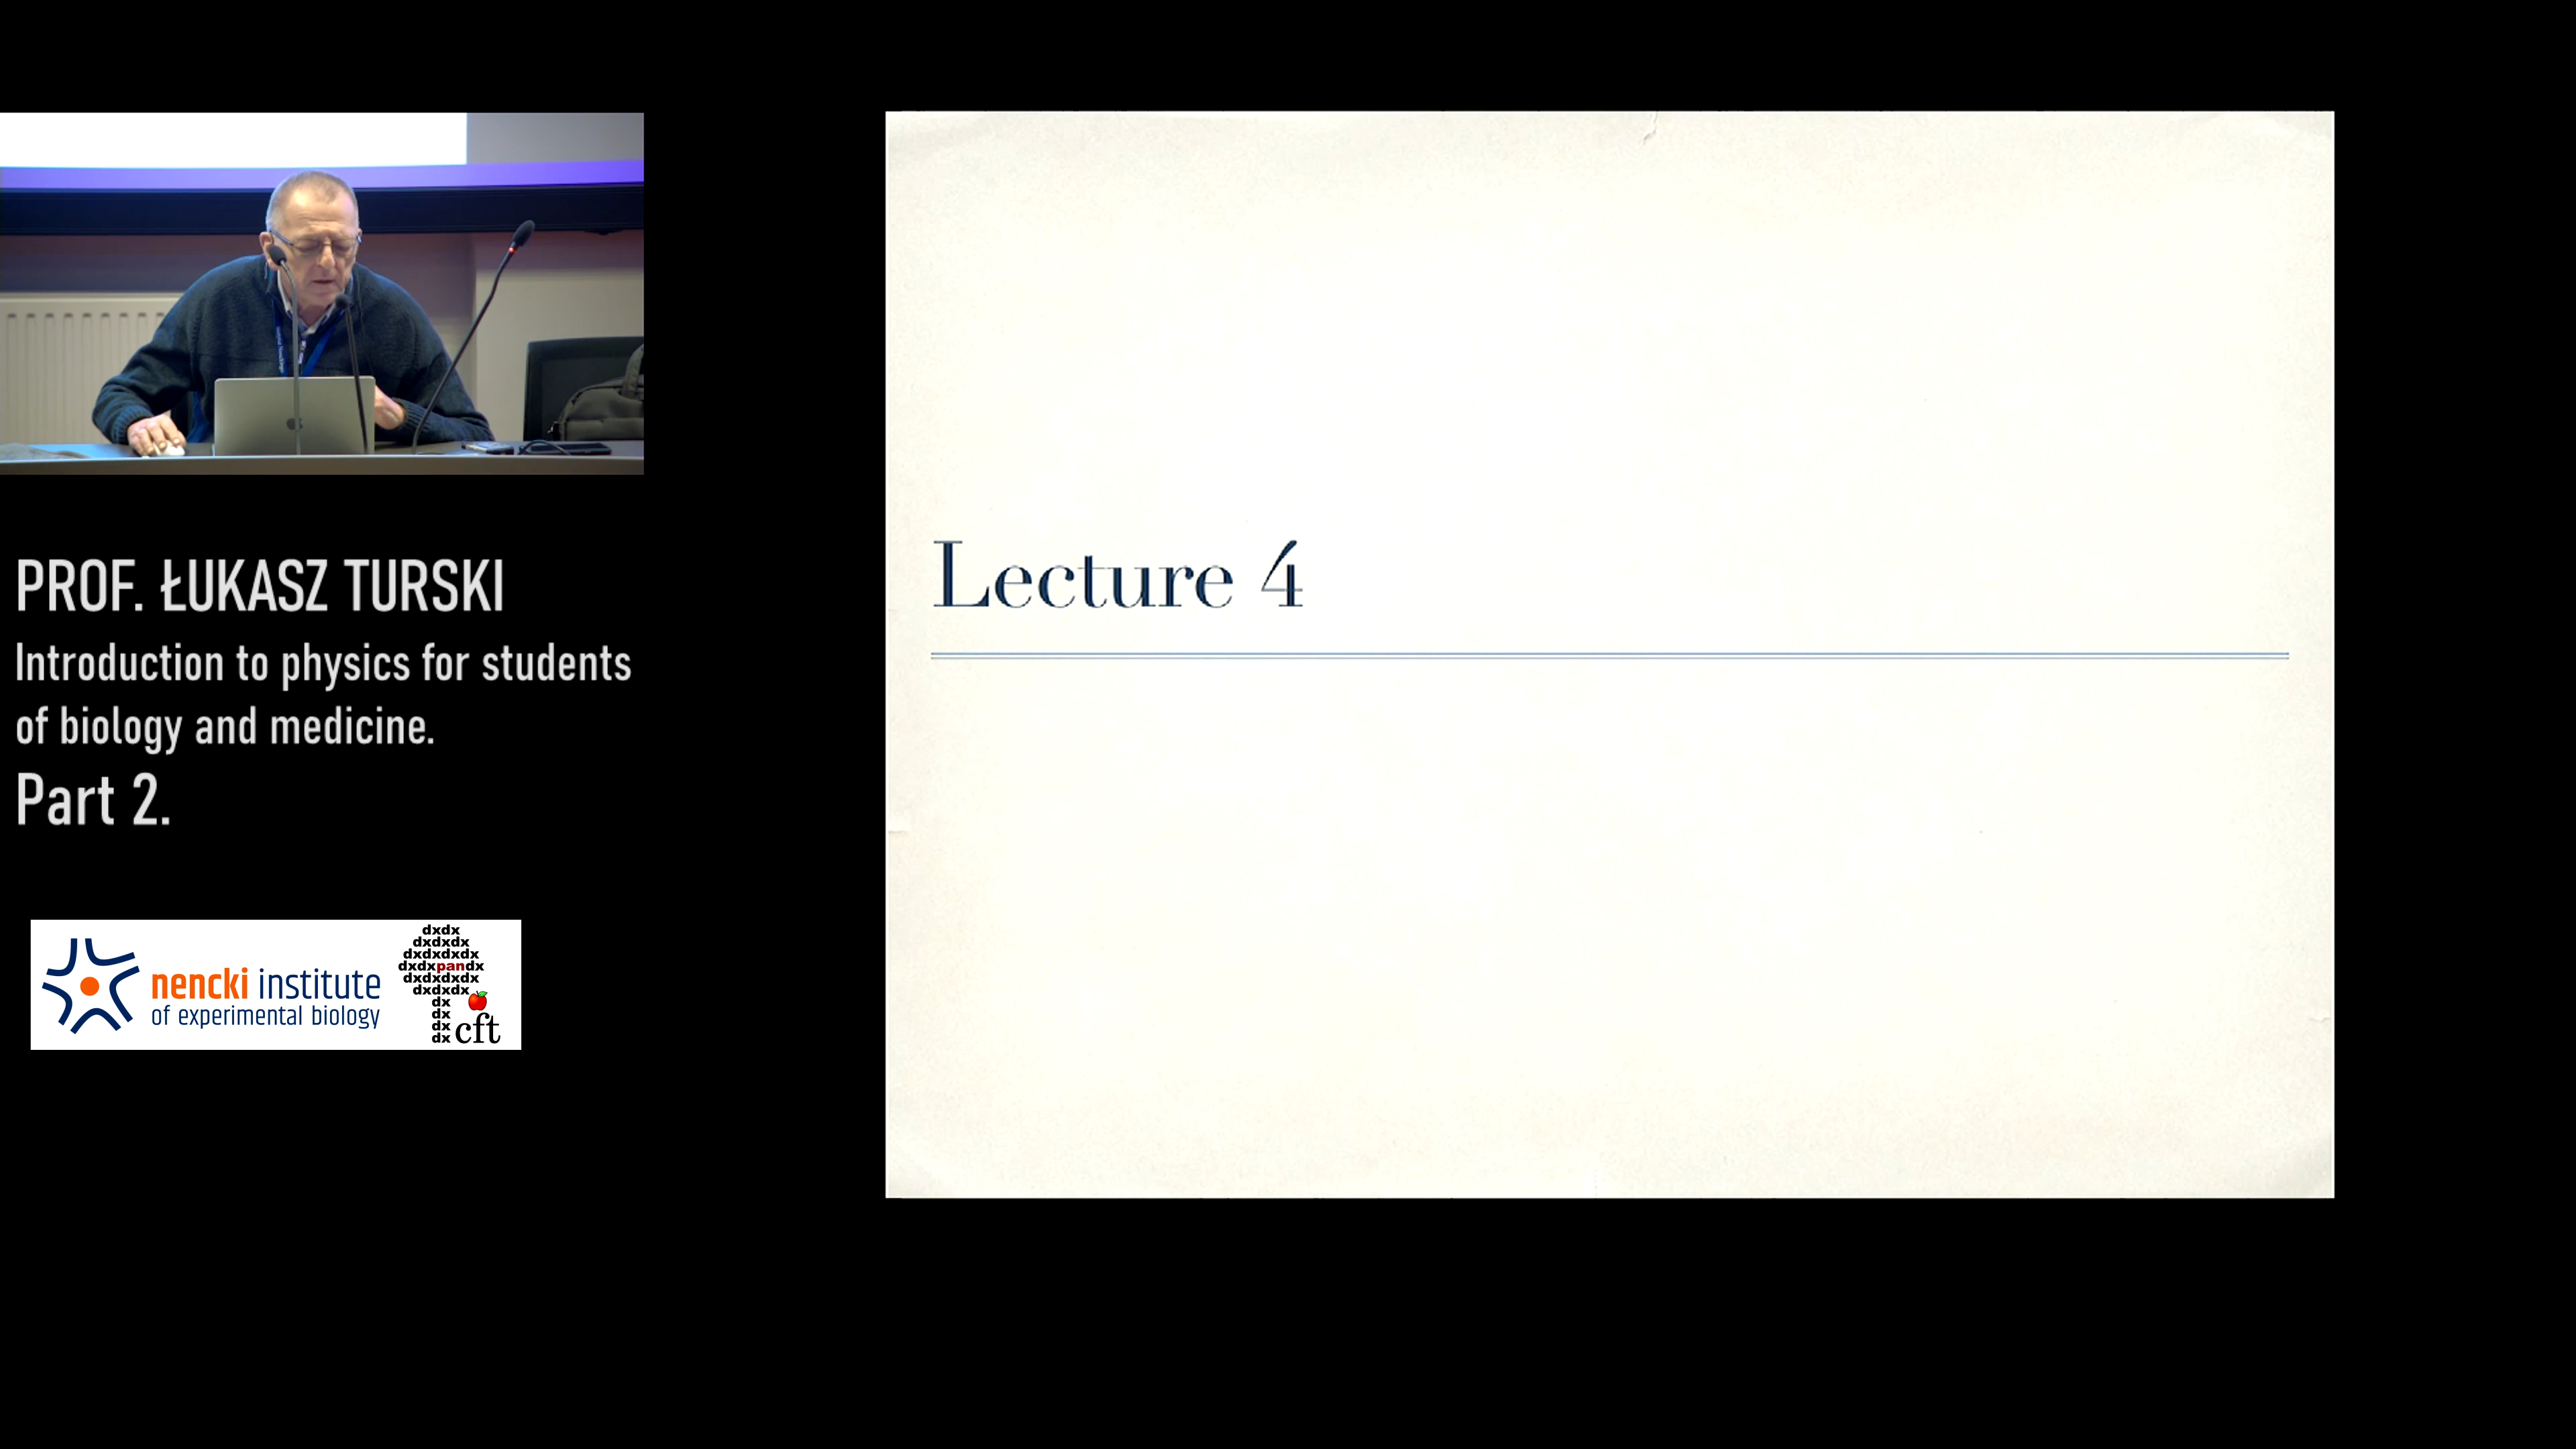 PROF. ŁUKASZ TURSKI
Introduction to physics for students
of biology and medicine.
Part 2.
nencki institute
of experimental biology
dxdx
dxdxdx
dxdxdxdx
dxdxpandx
dxdxdxdx
dxdxdx
dx
dx
dx
dx cft
Lecture 4